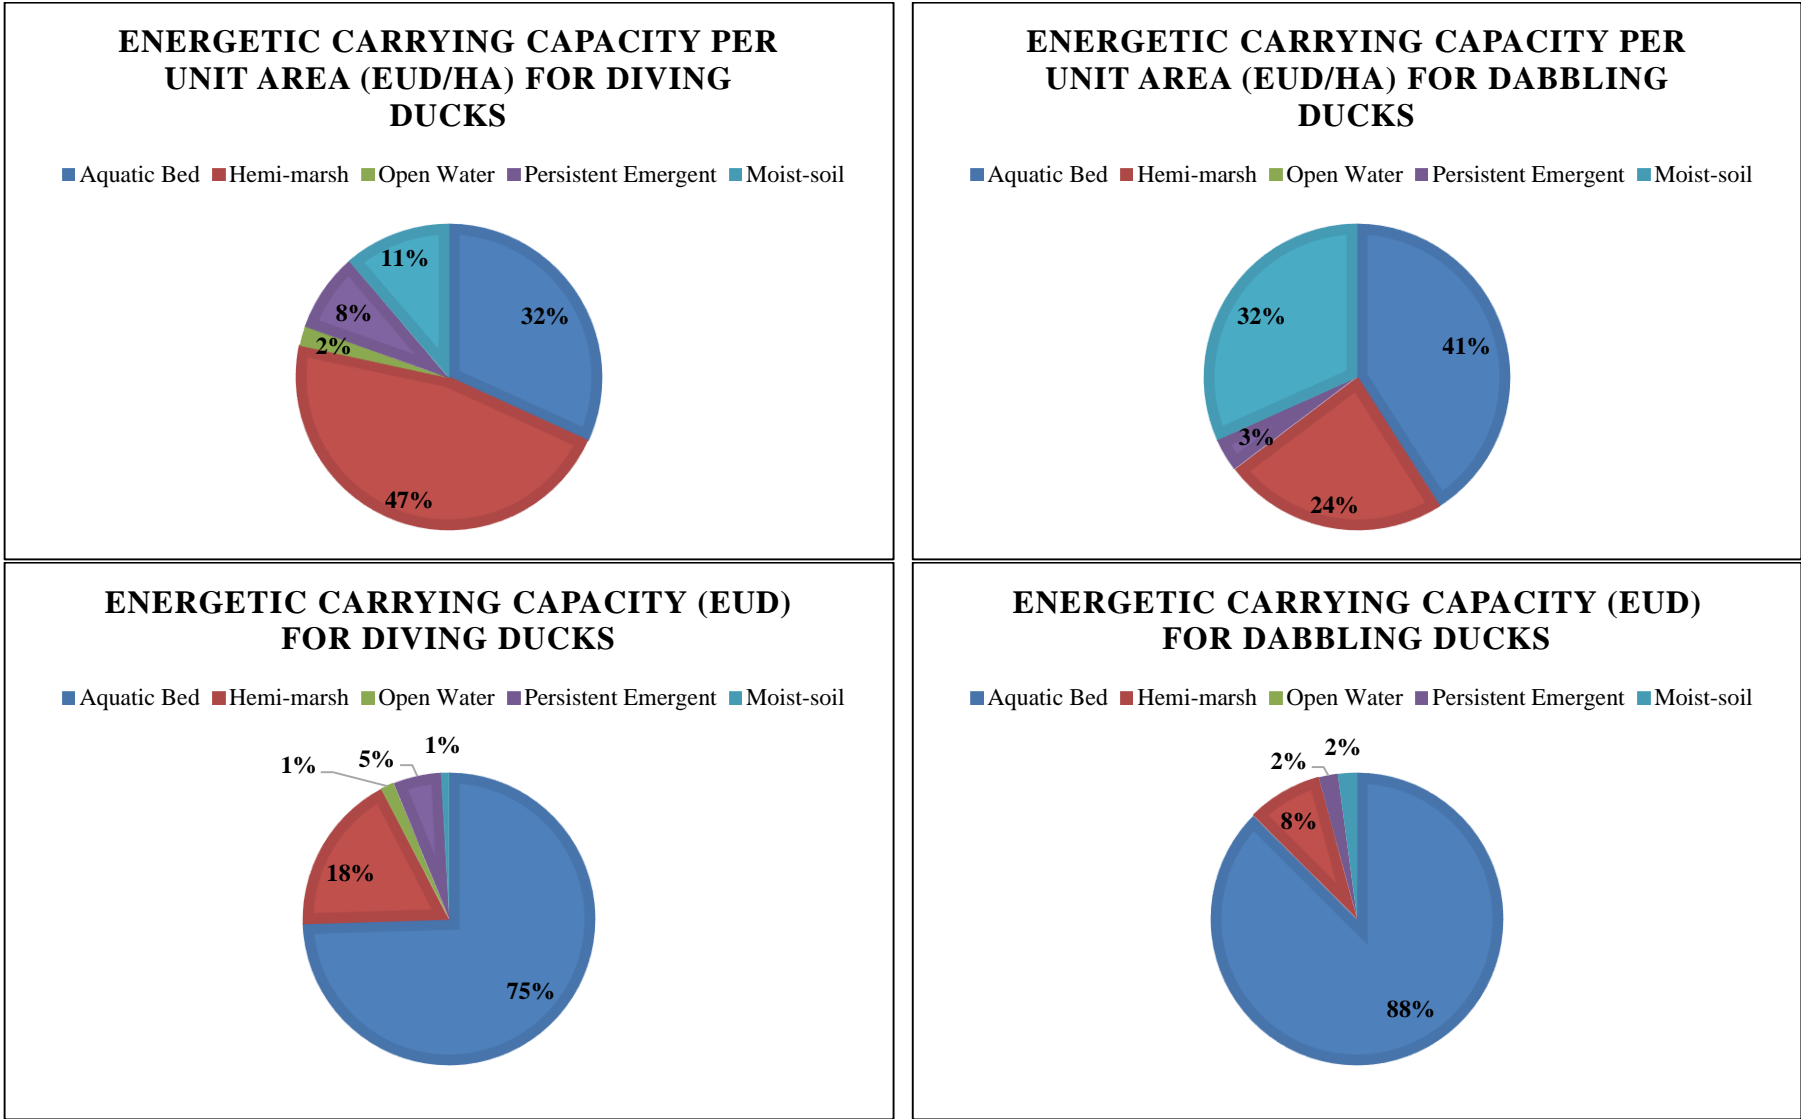 ENERGETIC CARRYING CAPACITY PER
UNIT AREA (EUD/HA) FOR DIVING
DUCKS
Aquatic Bed Hemi-marsh Open Water Persistent Emergent Moist-soil
11%
8%
32%
2%
47%
ENERGETIC CARRYING CAPACITY PER
UNIT AREA (EUD/HA) FOR DABBLING
DUCKS
Aquatic Bed Hemi-marsh Open Water Persistent Emergent Moist-soil
32%
41%
3%
24%
ENERGETIC CARRYING CAPACITY (EUD)
FOR DIVING DUCKS
Aquatic Bed Hemi-marsh Open Water Persistent Emergent Moist-soil
1% 5% 1%
18%
75%
ENERGETIC CARRYING CAPACITY (EUD)
FOR DABBLING DUCKS
Aquatic Bed Hemi-marsh Open Water Persistent Emergent Moist-soil
2% 2%
8%
88%